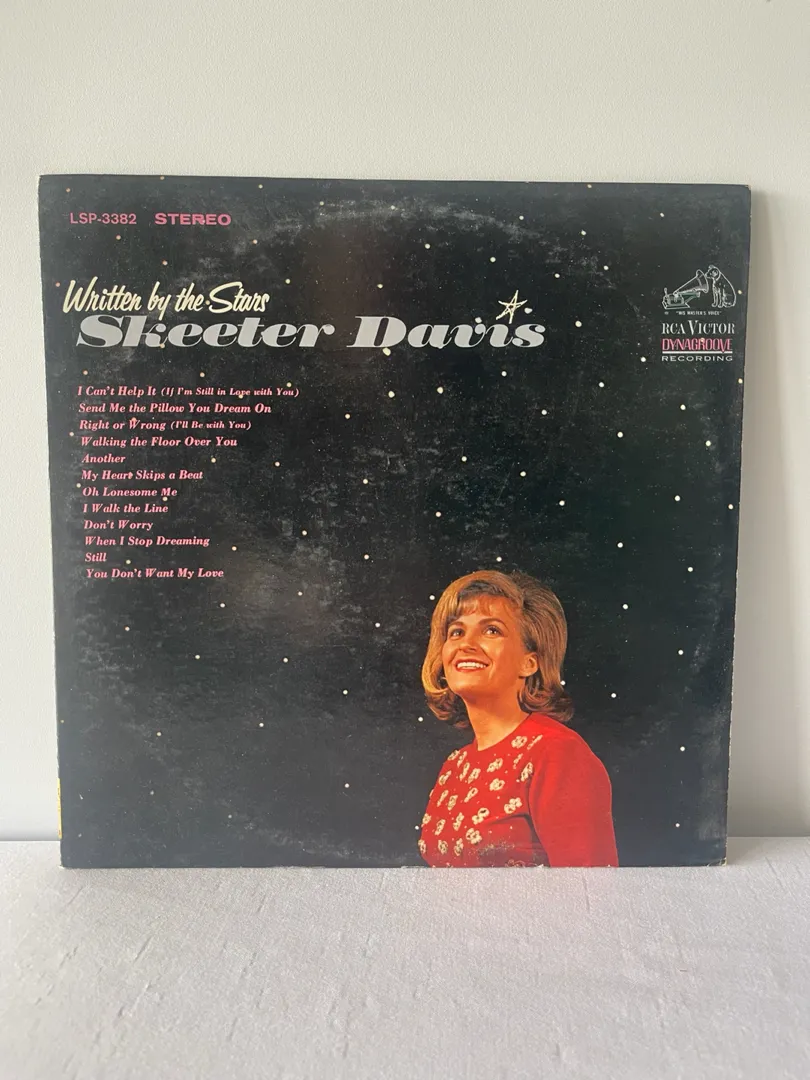 LSP-3382 STEREO
Written by the Stars
Skeeter Davis
"HIS MASTER'S VOICE"
RCA VICTOR
DYNAGROOVE
RECORDING
I Can't Help It (If I'm Still in Love with You)
Send Me the Pillow You Dream On
Right or Wrong (I'll Be with You)
Walking the Floor Over You
Another
My Heart Skips a Beat
Oh Lonesome Me
I Walk the Line
Don't Worry
When I Stop Dreaming
Still
You Don't Want My Love